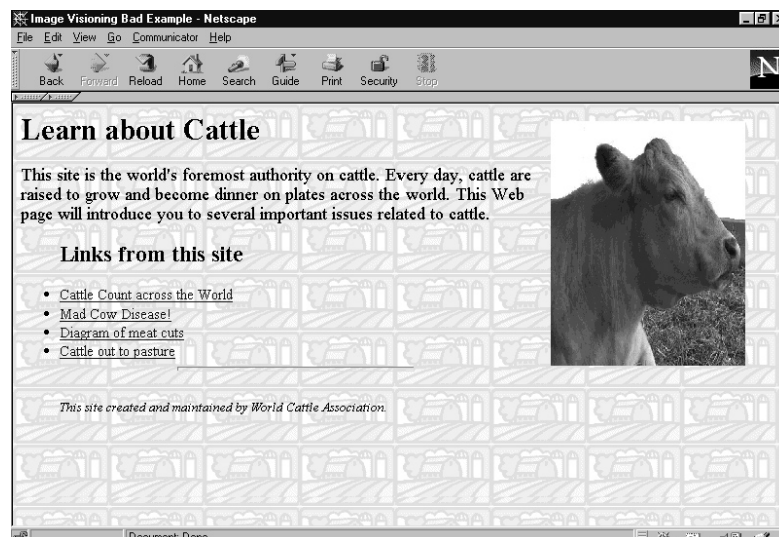 Image Visioning Bad Example - Netscape
File Edit View Go Communicator Help
Back Forward Reload Home Search Guide Print Security Stop
N
Learn about Cattle
This site is the world's foremost authority on cattle. Every day, cattle are
raised to grow and become dinner on plates across the world. This Web
page will introduce you to several important issues related to cattle.
Links from this site
Cattle Count across the World
Mad Cow Disease!
Diagram of meat cuts
Cattle out to pasture
This site created and maintained by World Cattle Association.
Document: Done